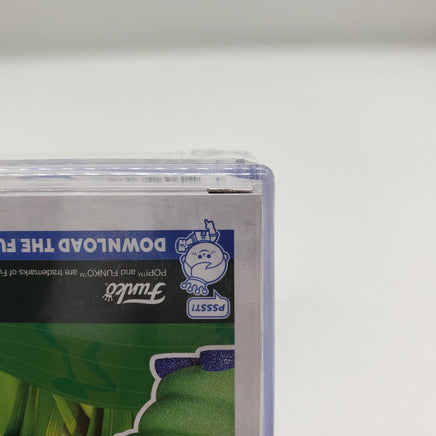 PSSST!
Funko
POP!™ and FUNKO™ are trademarks of Fu
DOWNLOAD THE FU